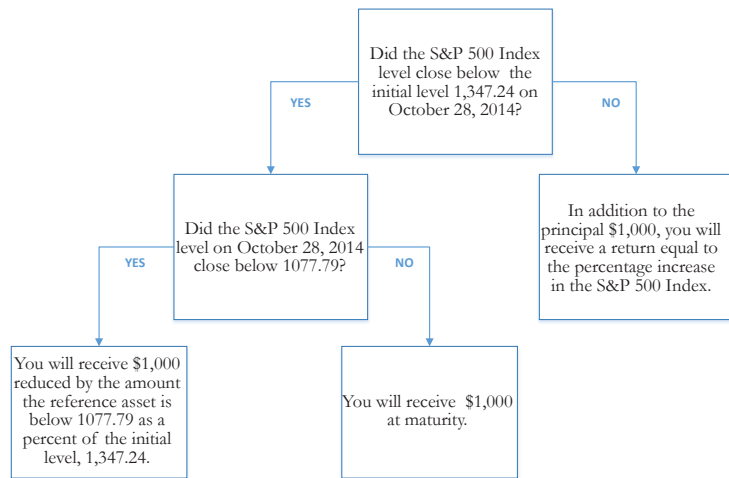 Did the S&P 500 Index
level close below the
initial level 1,347.24 on
October 28, 2014?
YES
NO
Did the S&P 500 Index
level on October 28, 2014
close below 1077.79?
In addition to the
principal $1,000, you will
receive a return equal to
the percentage increase
in the S&P 500 Index.
YES
NO
You will receive $1,000
reduced by the amount
the reference asset is
below 1077.79 as a
percent of the initial
level, 1,347.24.
You will receive $1,000
at maturity.